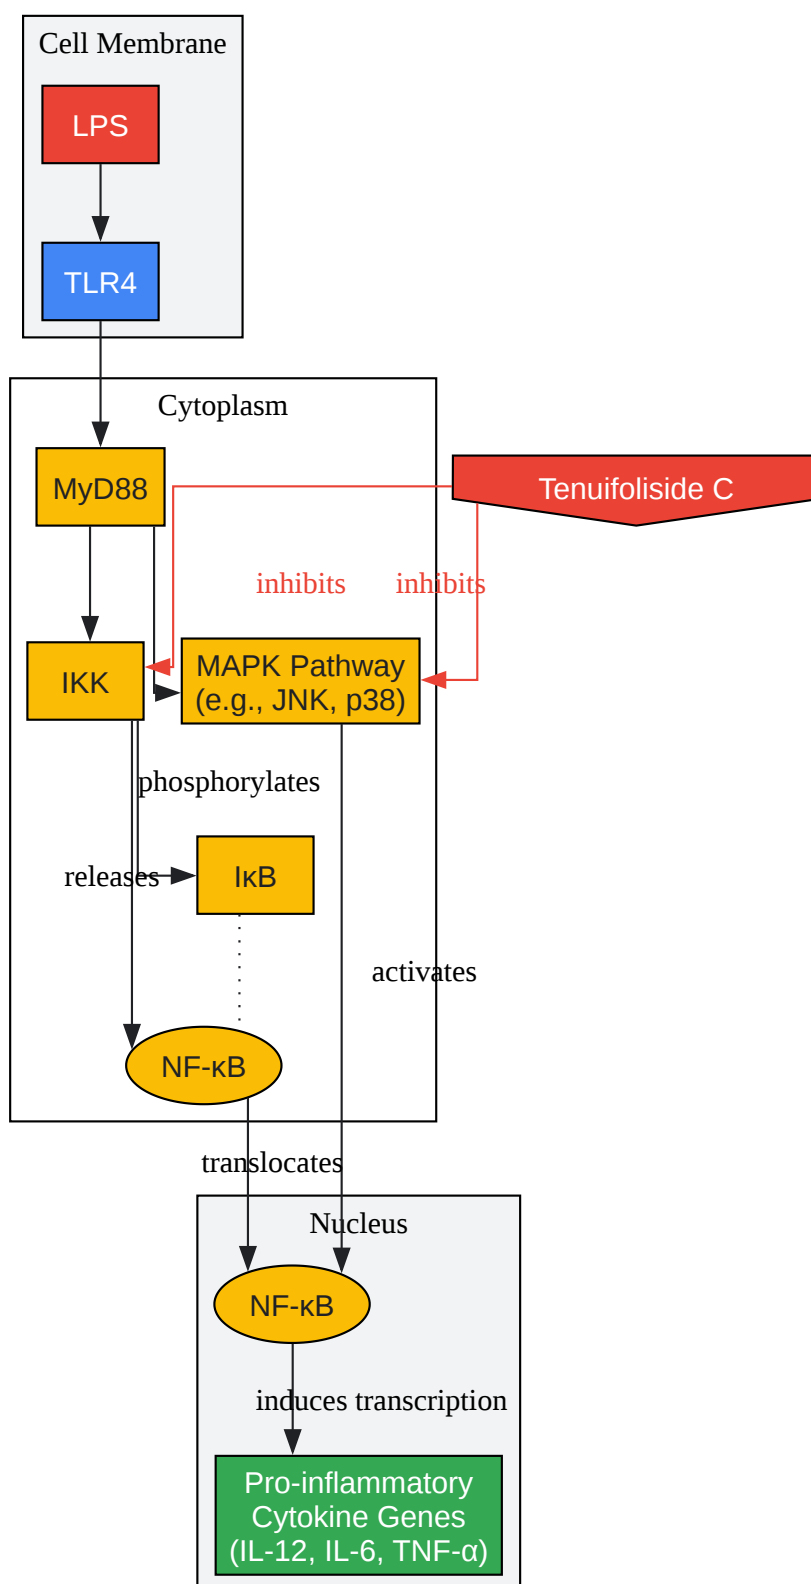 Cell Membrane
LPS
TLR4
Cytoplasm
MyD88
Tenuifoliside C
inhibits
inhibits
IKK
MAPK Pathway
(e.g., JNK, p38)
phosphorylates
releases
IκB
activates
NF-κB
translocates
Nucleus
NF-κB
induces transcription
Pro-inflammatory
Cytokine Genes
(IL-12, IL-6, TNF-α)